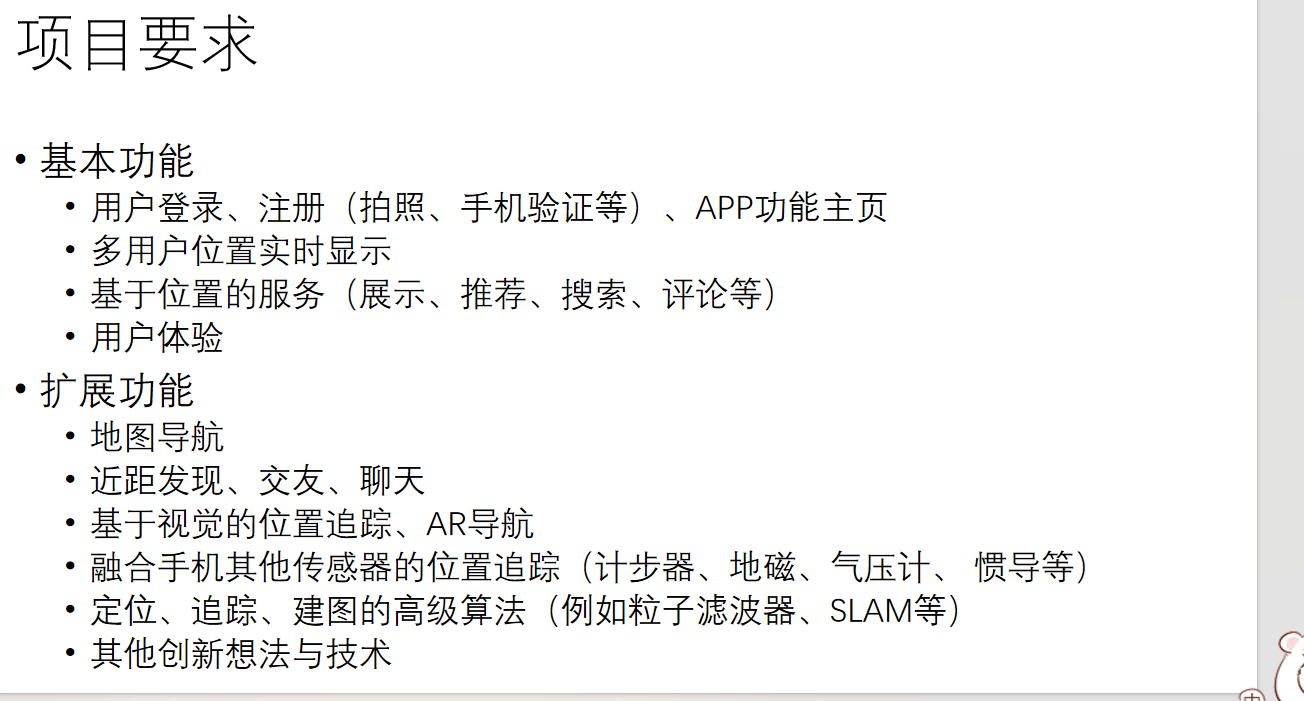 项目要求
• 基本功能
• 用户登录、注册（拍照、手机验证等）、APP功能主页
• 多用户位置实时显示
• 基于位置的服务（展示、推荐、搜索、评论等）
• 用户体验
• 扩展功能
• 地图导航
• 近距发现、交友、聊天
• 基于视觉的位置追踪、AR导航
• 融合手机其他传感器的位置追踪（计步器、地磁、气压计、 惯导等）
• 定位、追踪、建图的高级算法（例如粒子滤波器、SLAM等）
• 其他创新想法与技术